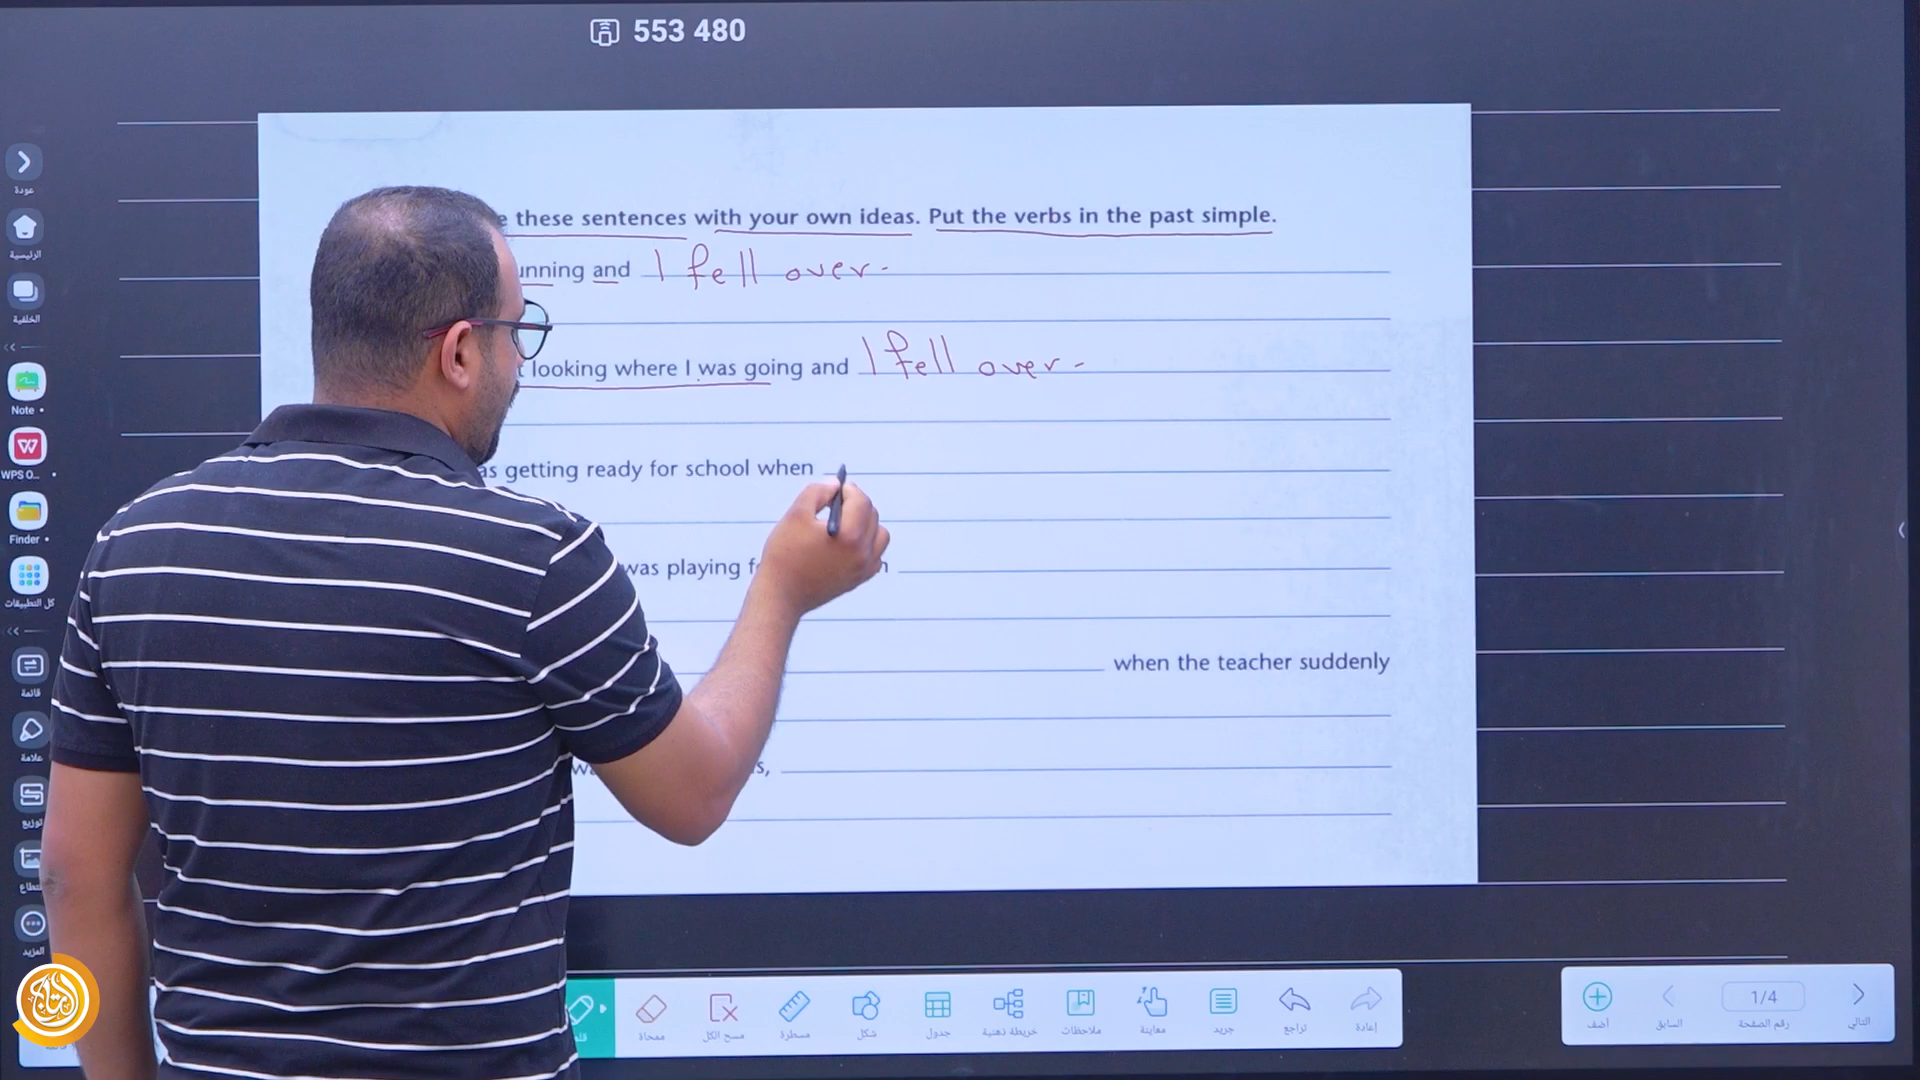 553 480
these sentences with your own ideas. Put the verbs in the past simple.
unning and I fell over.
t looking where I was going and I fell over.
as getting ready for school when
was playing
when the teacher suddenly
عودة
الرئيسية
الخلفية
Note
WPS O...
Finder
كل التطبيقات
قائمة
علامة
توزيع
المزيد
ممحاة
مسح الكل
مسطرة
شكل
جدول
خريطة ذهنية
ملاحظات
معاينة
جريد
تراجع
إعادة
أضف
السابق
1/4
رقم الصفحة
التالي